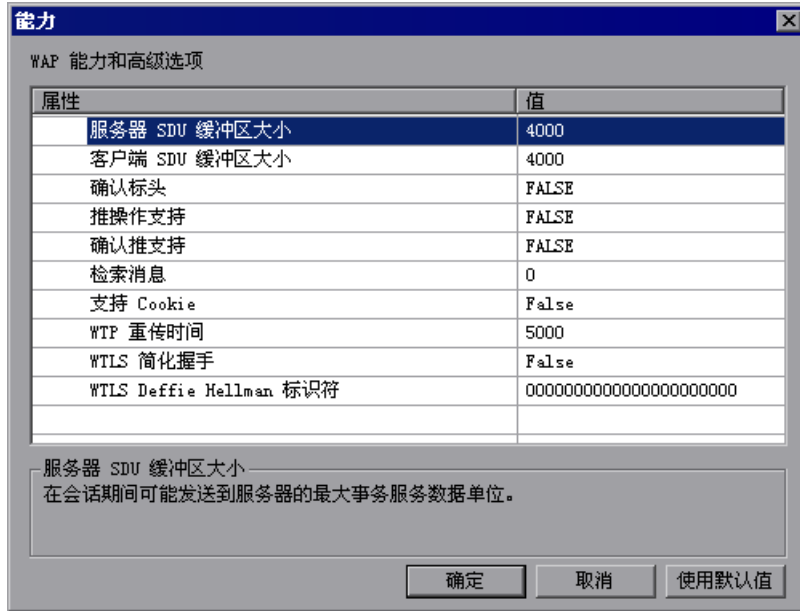 能力
WAP 能力和高级选项
属性 值
服务器 SDU 缓冲区大小 4000
客户端 SDU 缓冲区大小 4000
确认标头 FALSE
推操作支持 FALSE
确认推支持 FALSE
检索消息 0
支持 Cookie False
WTP 重传时间 5000
WTLS 简化握手 False
WTLS Deffie Hellman 标识符 0000000000000000000000
服务器 SDU 缓冲区大小
在会话期间可能发送到服务器的最大事务服务数据单位。
确定 取消 使用默认值